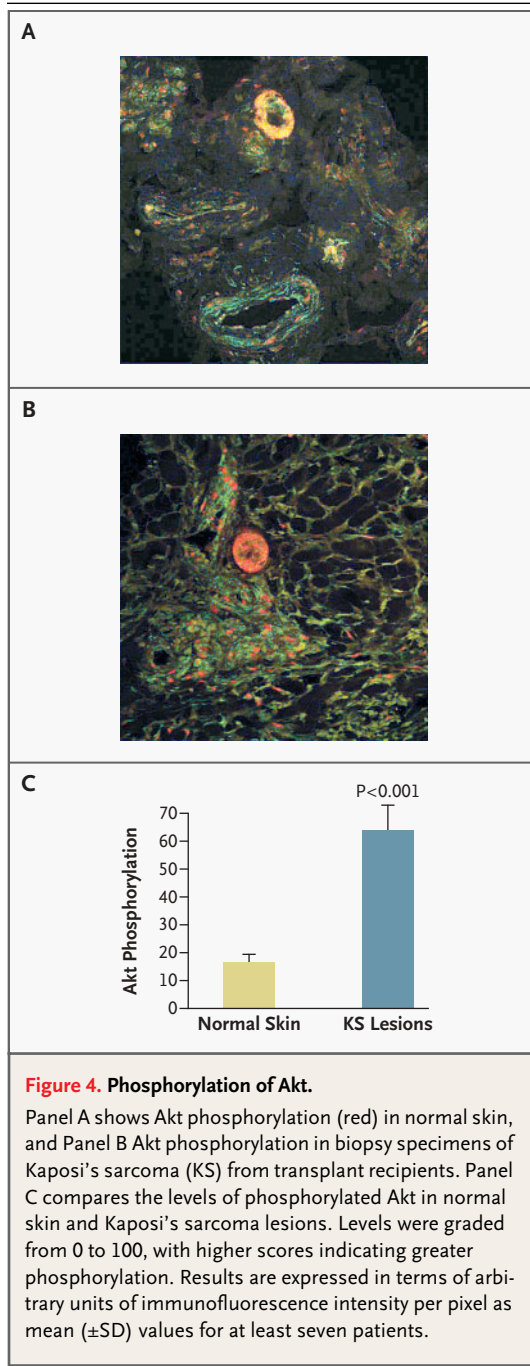 A
B
C
P<0.001
70
60
50
40
30
20
10
0
Akt Phosphorylation
Normal Skin
KS Lesions
Figure 4. Phosphorylation of Akt.
Panel A shows Akt phosphorylation (red) in normal skin,
and Panel B Akt phosphorylation in biopsy specimens of
Kaposi’s sarcoma (KS) from transplant recipients. Panel
C compares the levels of phosphorylated Akt in normal
skin and Kaposi’s sarcoma lesions. Levels were graded
from 0 to 100, with higher scores indicating greater
phosphorylation. Results are expressed in terms of arbi-
trary units of immunofluorescence intensity per pixel as
mean (±SD) values for at least seven patients.